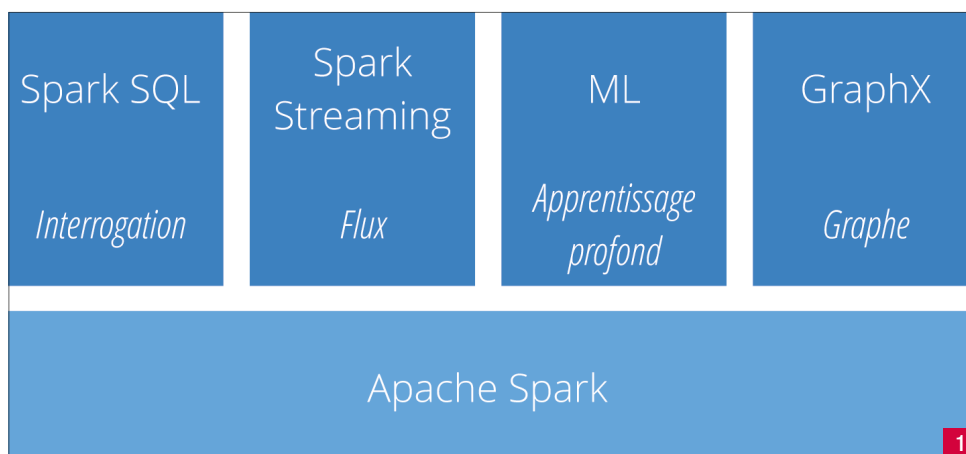 Spark SQL
Interrogation
Spark
Streaming
Flux
ML
Apprentissage
profond
GraphX
Graphe
Apache Spark
1